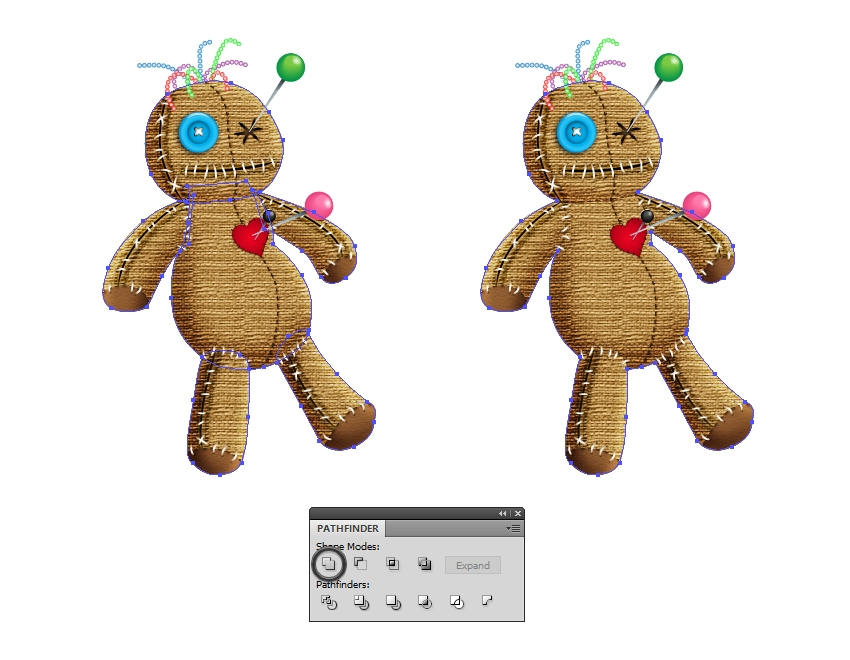 PATHFINDER
Shape Modes:
Expand
Pathfinders: